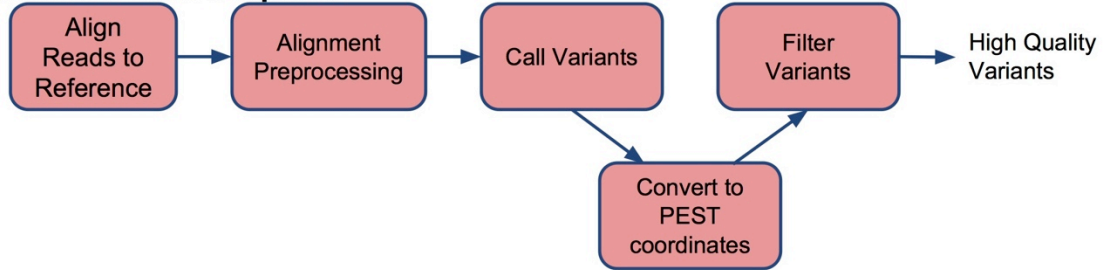 Align
Reads to
Reference
Alignment
Preprocessing
Call Variants
Convert to
PEST
coordinates
Filter
Variants
High Quality
Variants